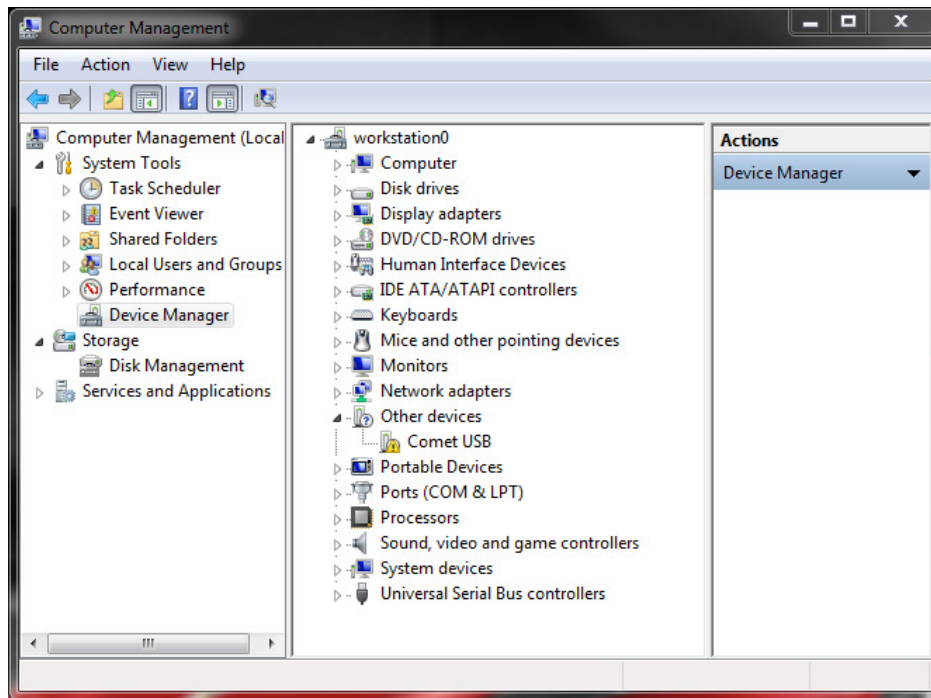 Computer Management
File Action View Help
Computer Management (Local
System Tools
Task Scheduler
Event Viewer
Shared Folders
Local Users and Groups
Performance
Device Manager
Storage
Disk Management
Services and Applications
workstation0
Computer
Disk drives
Display adapters
DVD/CD-ROM drives
Human Interface Devices
IDE ATA/ATAPI controllers
Keyboards
Mice and other pointing devices
Monitors
Network adapters
Other devices
Comet USB
Portable Devices
Ports (COM & LPT)
Processors
Sound, video and game controllers
System devices
Universal Serial Bus controllers
Actions
Device Manager